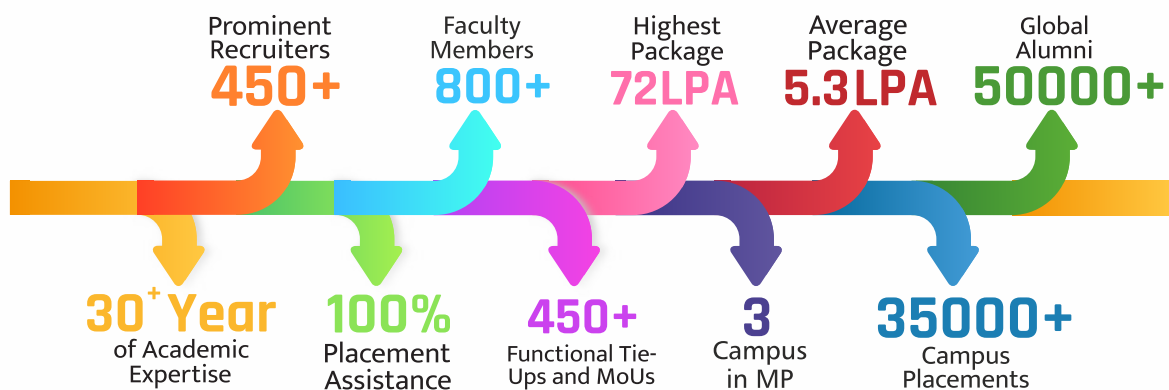 Prominent
Recruiters
450+
Faculty
Members
800+
Highest
Package
72LPA
Average
Package
5.3LPA
Global
Alumni
50000+
30+ Year
of Academic
Expertise
100%
Placement
Assistance
450+
Functional Tie-
Ups and MoUs
3
Campus
in MP
35000+
Campus
Placements